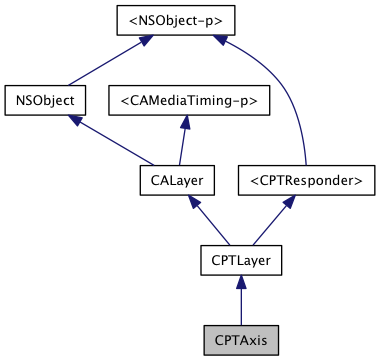 <NSObject-p>
NSObject
<CAMediaTiming-p>
CALayer
<CPTResponder>
CPTLayer
CPTAxis